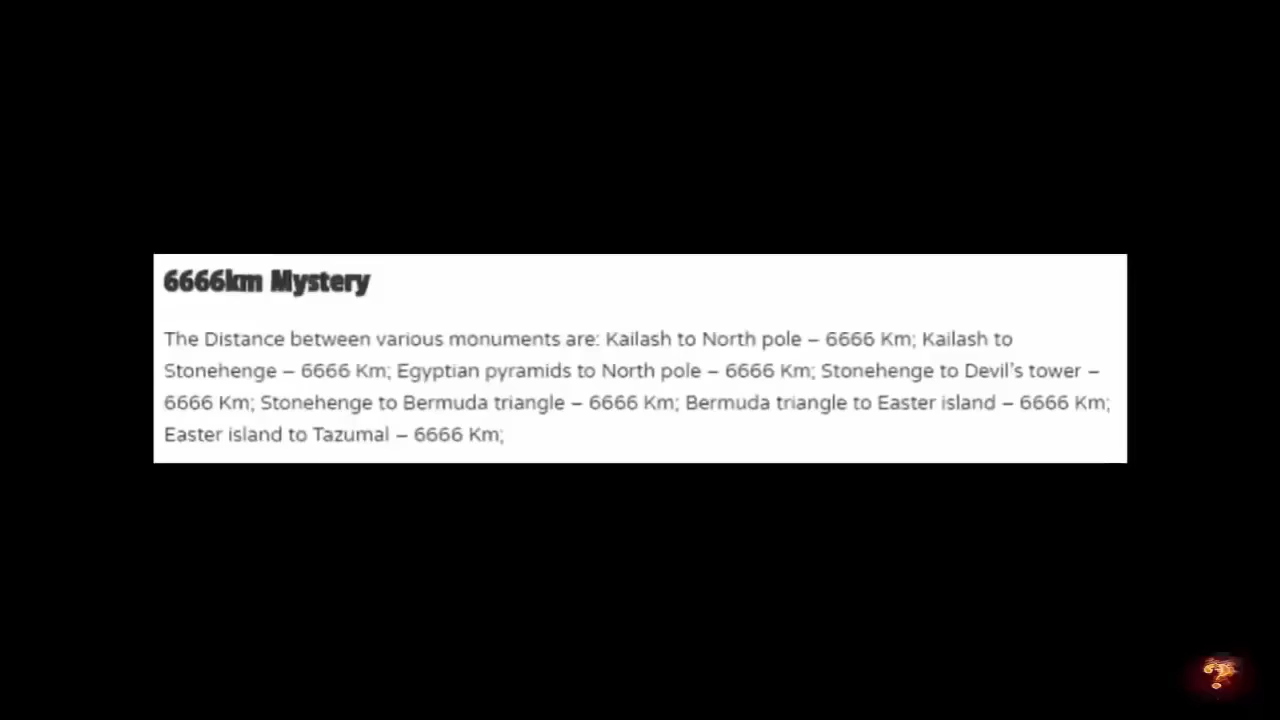 6666km Mystery
The Distance between various monuments are: Kailash to North pole – 6666 Km; Kailash to
Stonehenge – 6666 Km; Egyptian pyramids to North pole – 6666 Km; Stonehenge to Devil's tower –
6666 Km; Stonehenge to Bermuda triangle – 6666 Km; Bermuda triangle to Easter island – 6666 Km;
Easter island to Tazumal – 6666 Km;